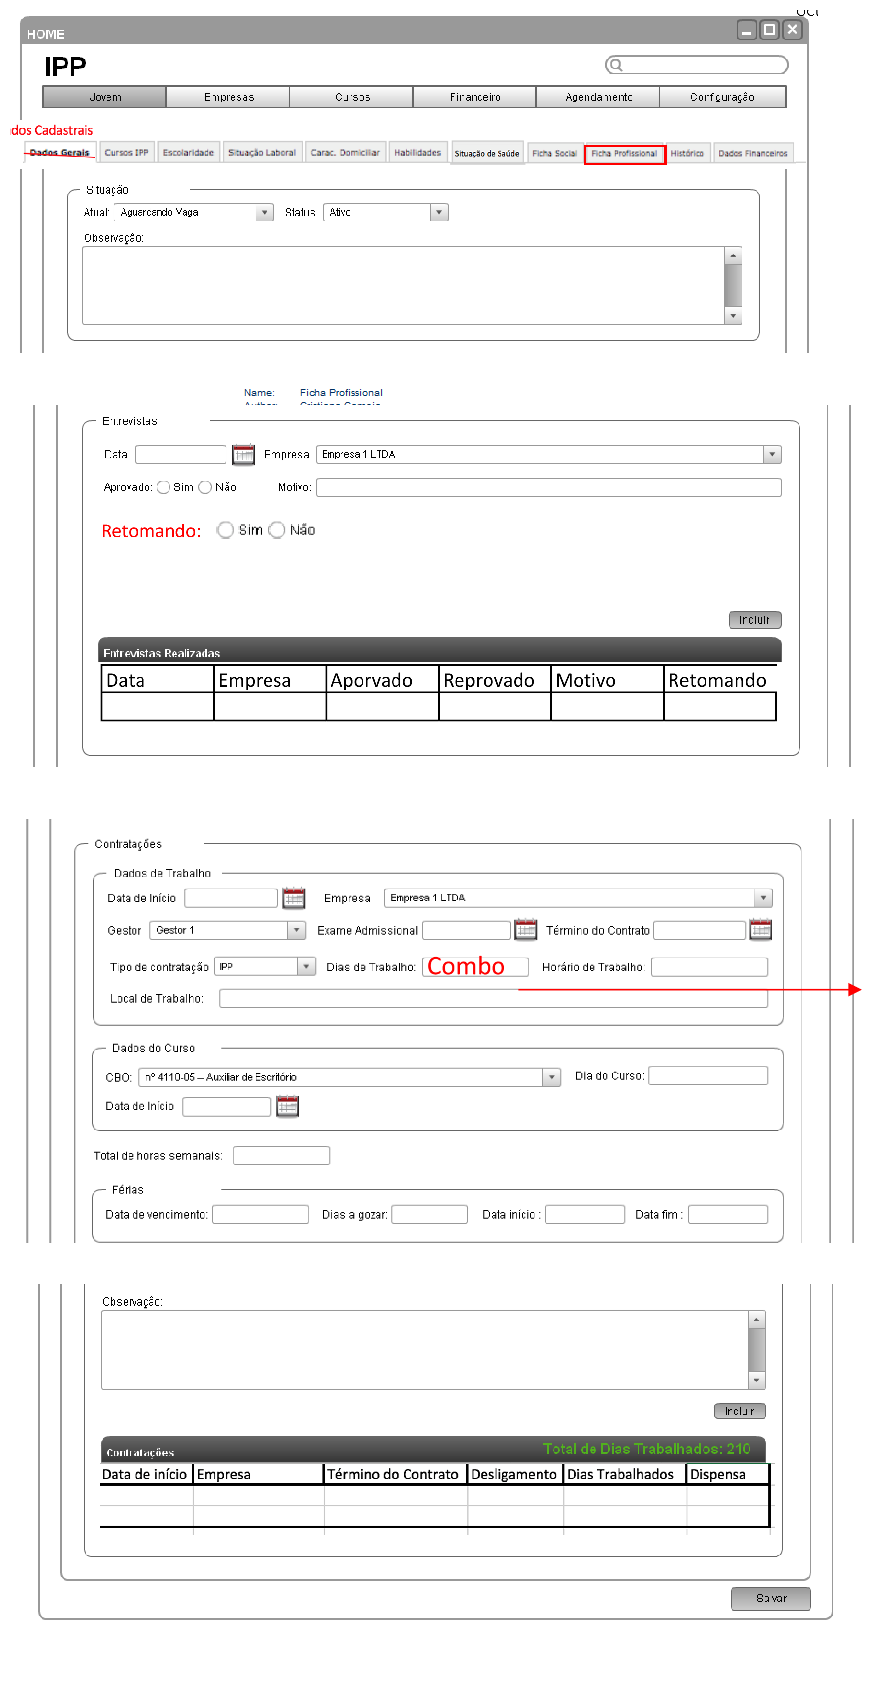 HOME
IPP
Jovem Empresas Cursos Financeiro Agendamento Configuração
dos Cadastrais
Dados Gerais Cursos IPP Escolaridade Situação Laboral Carac. Domiciliar Habilidades Situação de Saúde Ficha Social Ficha Profissional Histórico Dados Financeiros
Situação
Atual: Aguardando Vaga Status: Ativo
Observação:
Name: Ficha Profissional
Entrevistas
Data Empresa Empresa 1 LTDA
Aprovado: Sim Não Motivo:
Retomando: Sim Não
Incluir
Entrevistas Realizadas
Data Empresa Aporvado Reprovado Motivo Retomando
Contratações
Dados de Trabalho
Data de Início Empresa Empresa 1 LTDA
Gestor Gestor 1 Exame Admissional Término do Contrato
Tipo de contratação IPP Dias de Trabalho: Combo Horário de Trabalho:
Local de Trabalho:
Dados do Curso
CBO: nº 4110-05 – Auxiliar de Escritório Dia do Curso:
Data de Início
Total de horas semanais:
Férias
Data de vencimento: Dias a gozar: Data início : Data fim :
Observação:
Incluir
Contratações Total de Dias Trabalhados: 210
Data de início Empresa Término do Contrato Desligamento Dias Trabalhados Dispensa
Salvar